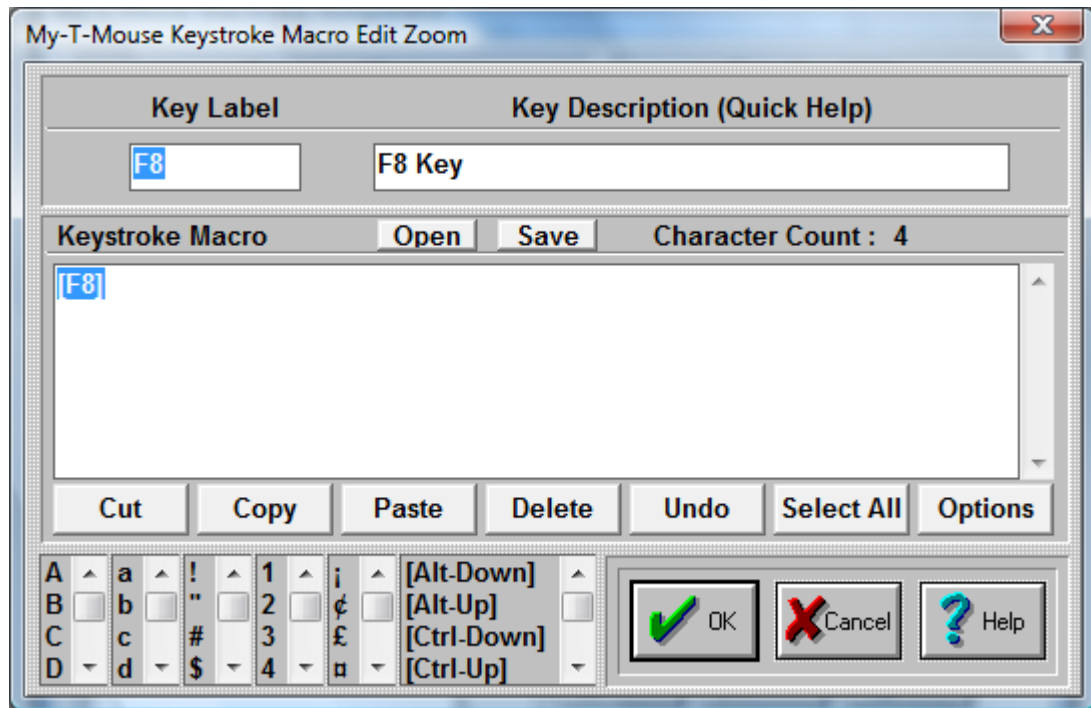 My-T-Mouse Keystroke Macro Edit Zoom
Key Label Key Description (Quick Help)
F8 F8 Key
Keystroke Macro Open Save Character Count : 4
[F8]
Cut Copy Paste Delete Undo Select All Options
A a ! 1 ¡ [Alt-Down]
B b " 2 ¢ [Alt-Up]
C c # 3 £ [Ctrl-Down]
D d $ 4 ¤ [Ctrl-Up]
OK Cancel Help